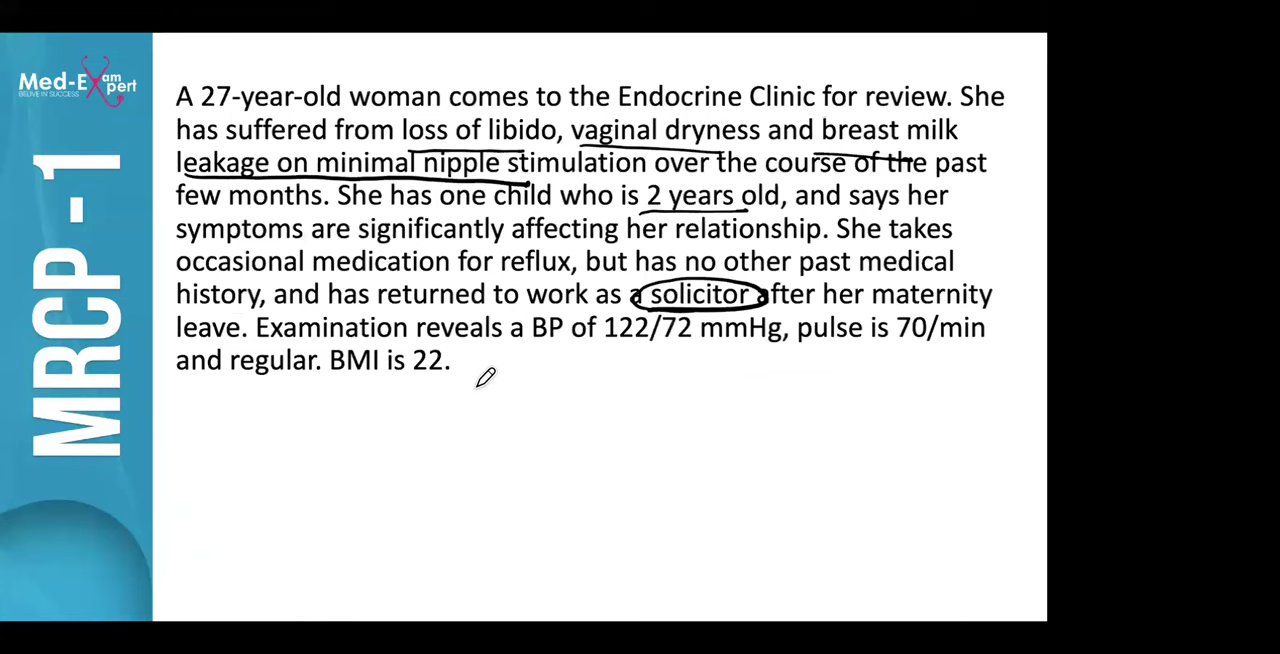 Med-Exam
pert
BELIVE IN SUCCESS
MRCP - 1
A 27-year-old woman comes to the Endocrine Clinic for review. She
has suffered from loss of libido, vaginal dryness and breast milk
leakage on minimal nipple stimulation over the course of the past
few months. She has one child who is 2 years old, and says her
symptoms are significantly affecting her relationship. She takes
occasional medication for reflux, but has no other past medical
history, and has returned to work as a solicitor after her maternity
leave. Examination reveals a BP of 122/72 mmHg, pulse is 70/min
and regular. BMI is 22.